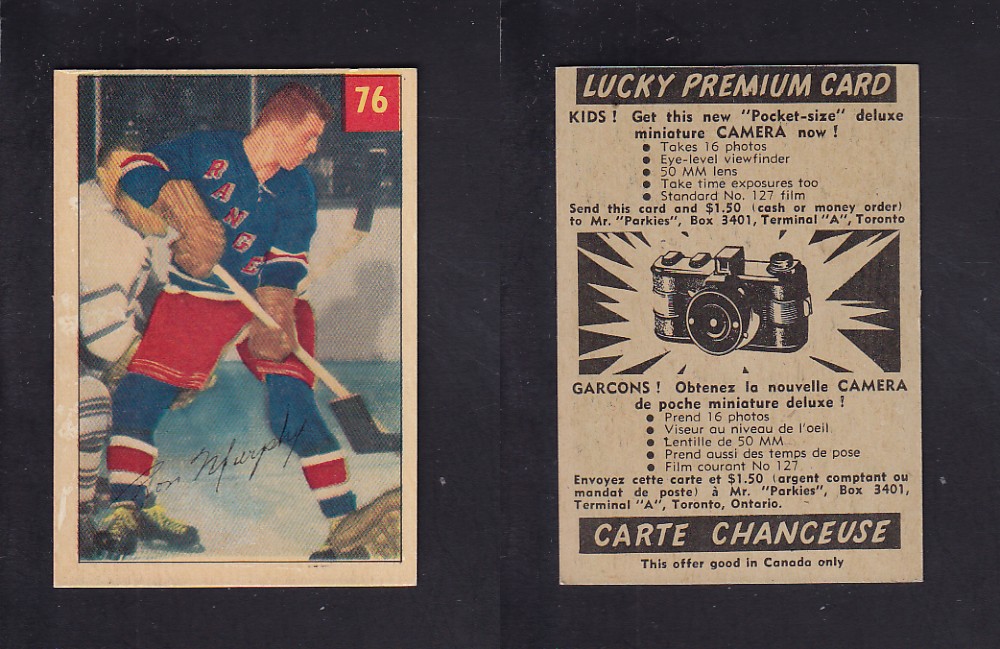 76
RANGE
Ron Murphy
LUCKY PREMIUM CARD
KIDS! Get this new "Pocket-size" deluxe
miniature CAMERA now!
● Takes 16 photos
● Eye-level viewfinder
● 50 MM lens
● Take time exposures too
● Standard No. 127 film
Send this card and $1.50 (cash or money order)
to Mr. "Parkies", Box 3401, Terminal "A", Toronto
GARCONS! Obtenez la nouvelle CAMERA
de poche miniature deluxe!
● Prend 16 photos
● Viseur au niveau de l'oeil
● Lentille de 50 MM
● Prend aussi des temps de pose
● Film courant No 127
Envoyez cette carte et $1.50 (argent comptant ou
mandat de poste) à Mr. "Parkies", Box 3401,
Terminal "A", Toronto, Ontario.
CARTE CHANCEUSE
This offer good in Canada only